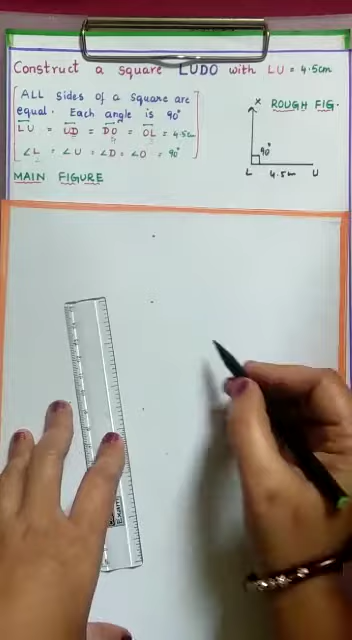 Construct a square LUDO with LU = 4.5cm
ALL sides of a square are
equal. Each angle is 90°
LU = UD = DO = OL = 4.5cm
∠L = ∠U = ∠D = ∠O = 90°
MAIN FIGURE
X ROUGH FIG.
90°
L 4.5cm U
Exam